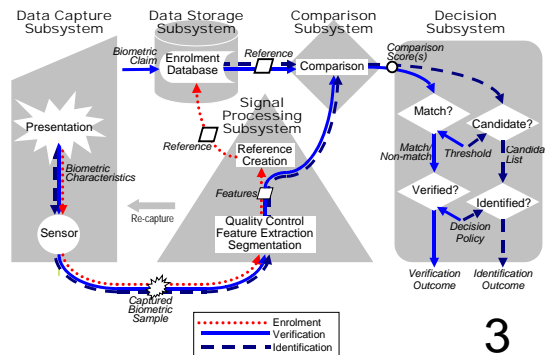 Data Capture
Subsystem
Data Storage
Subsystem
Comparison
Subsystem
Decision
Subsystem
Biometric
Claim
Enrolment
Database
Reference
Comparison
Comparison
Score(s)
Signal
Processing
Subsystem
Presentation
Match?
Candidate?
Reference
Reference
Creation
Match/
Non-match
Threshold
Candida
List
Biometric
Characteristics
Features
Verified?
Identified?
Re-capture
Sensor
Quality Control
Feature Extraction
Segmentation
Decision
Policy
Captured
Biometric
Sample
Verification
Outcome
Identification
Outcome
Enrolment
Verification
Identification
3